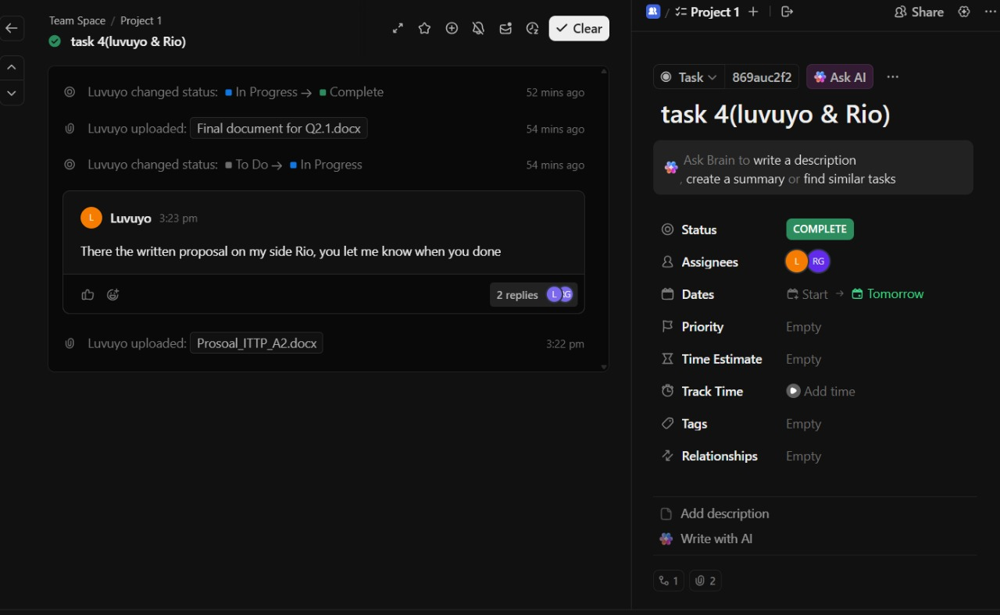 Team Space / Project 1
task 4(luvuyo & Rio)
Clear
Luvuyo changed status: In Progress → Complete 52 mins ago
Luvuyo uploaded: Final document for Q2.1.docx 54 mins ago
Luvuyo changed status: To Do → In Progress 54 mins ago
L Luvuyo 3:23 pm
There the written proposal on my side Rio, you let me know when you done
2 replies L RG
Luvuyo uploaded: Prosoal_ITTP_A2.docx 3:22 pm
/ Project 1 + Share
Task 869auc2f2 Ask AI
task 4(luvuyo & Rio)
Ask Brain to write a description
, create a summary or find similar tasks
Status COMPLETE
Assignees L RG
Dates Start → Tomorrow
Priority Empty
Time Estimate Empty
Track Time Add time
Tags Empty
Relationships Empty
Add description
Write with AI
1 2